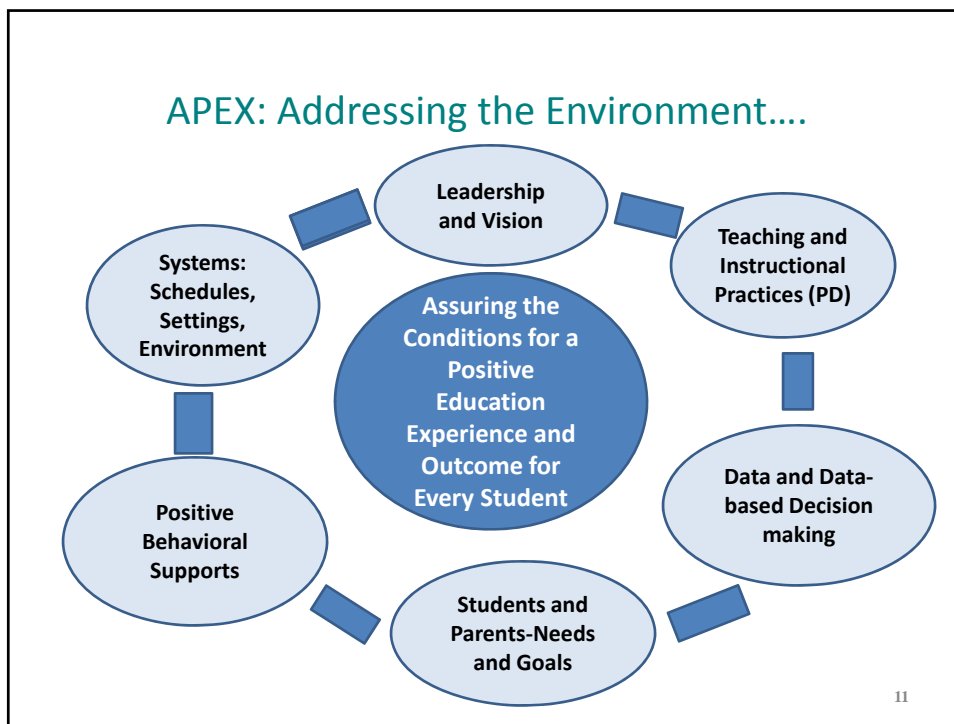 APEX: Addressing the Environment....
Leadership
and Vision
Teaching and
Instructional
Practices (PD)
Systems:
Schedules,
Settings,
Environment
Assuring the
Conditions for a
Positive
Education
Experience and
Outcome for
Every Student
Data and Data-
based Decision
making
Positive
Behavioral
Supports
Students and
Parents-Needs
and Goals
11